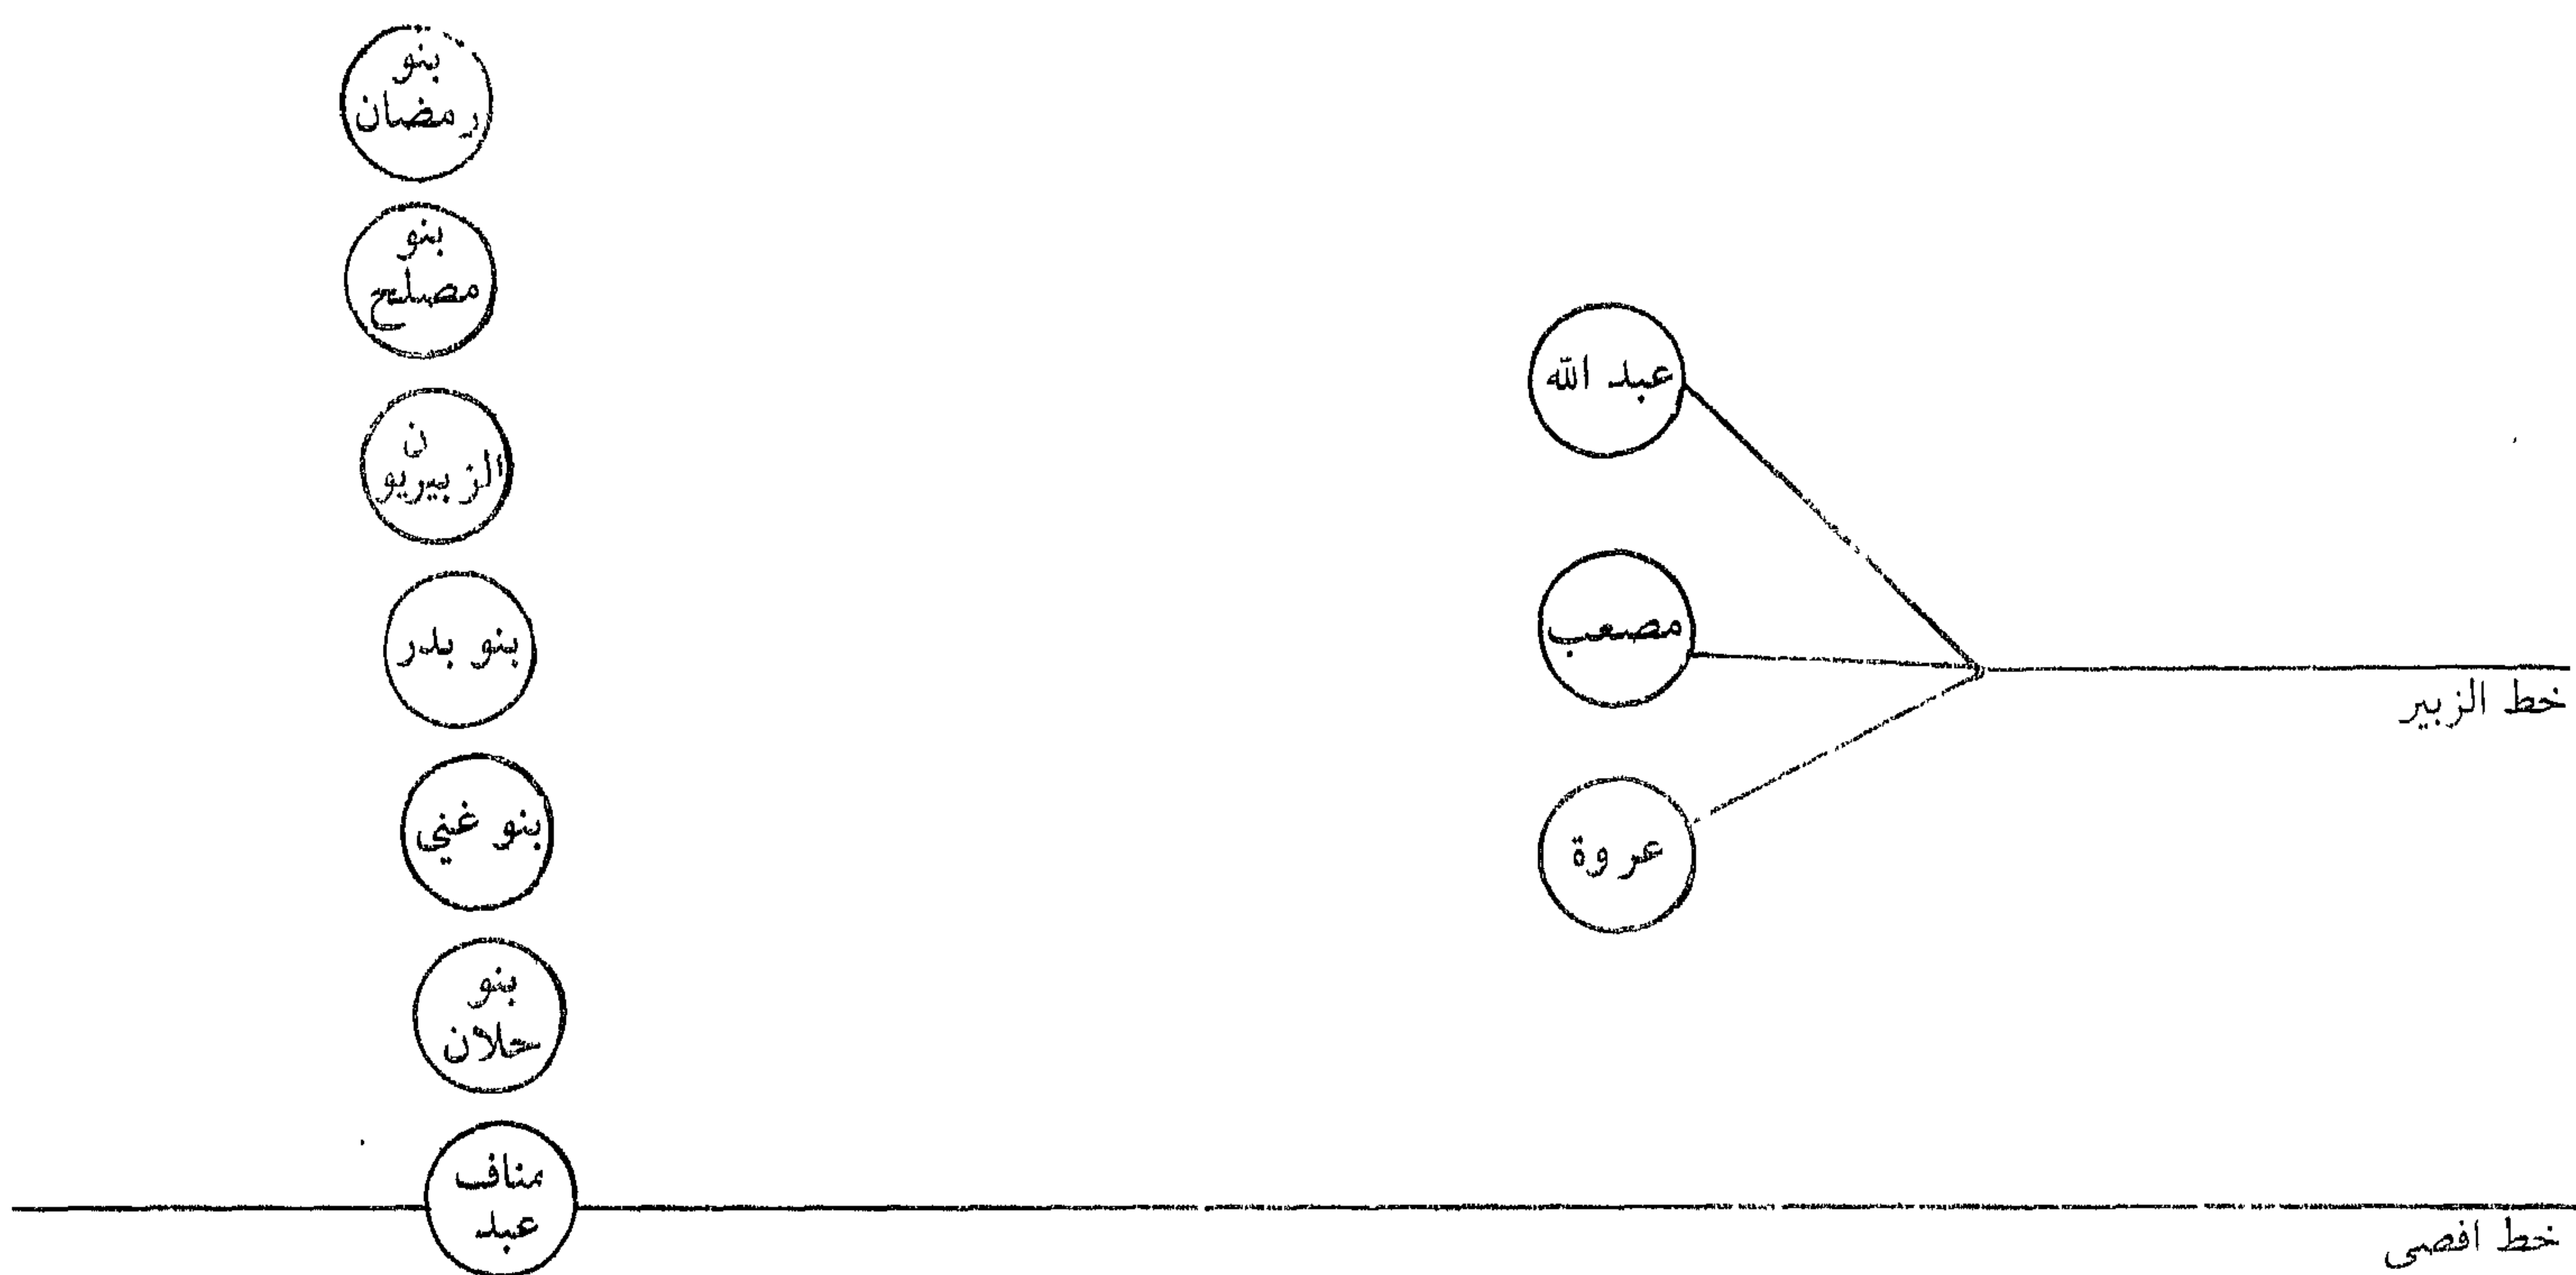 بنو
رمضان
بنو
مصلح
عبد الله
ن
الزبيريو
مصعب
بنو بدر
خط الزبير
بنو غني
عروة
بنو
حلان
مناف
عبد
خط افصى